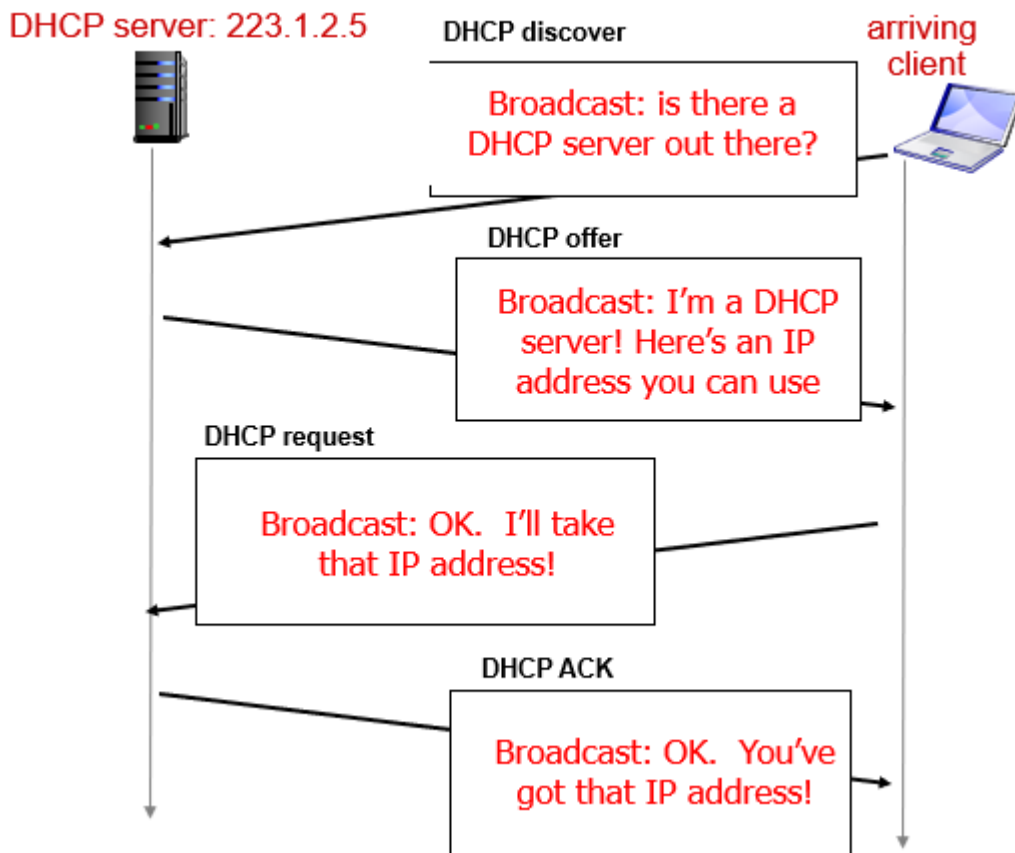 DHCP server: 223.1.2.5
DHCP discover
arriving
client
Broadcast: is there a
DHCP server out there?
DHCP offer
Broadcast: I’m a DHCP
server! Here’s an IP
address you can use
DHCP request
Broadcast: OK.  I’ll take
that IP address!
DHCP ACK
Broadcast: OK.  You’ve
got that IP address!